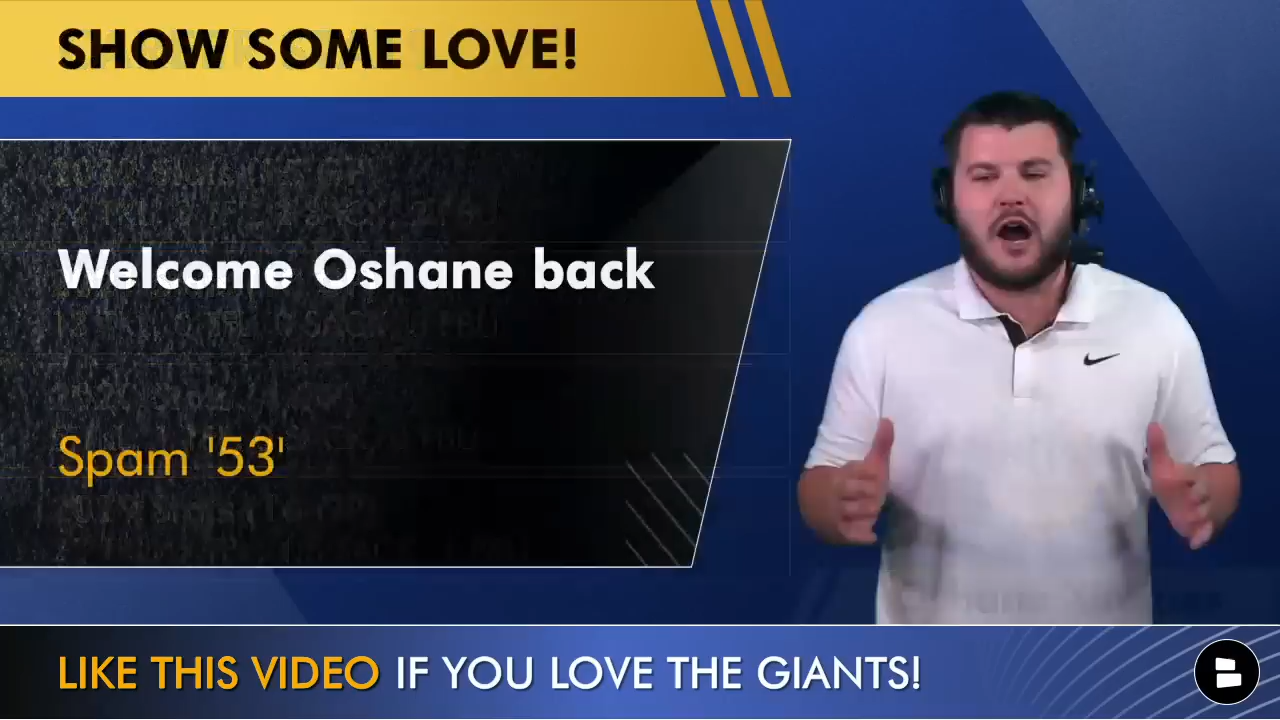 SHOW SOME LOVE!
Welcome Oshane back
Spam '53'
LIKE THIS VIDEO IF YOU LOVE THE GIANTS!